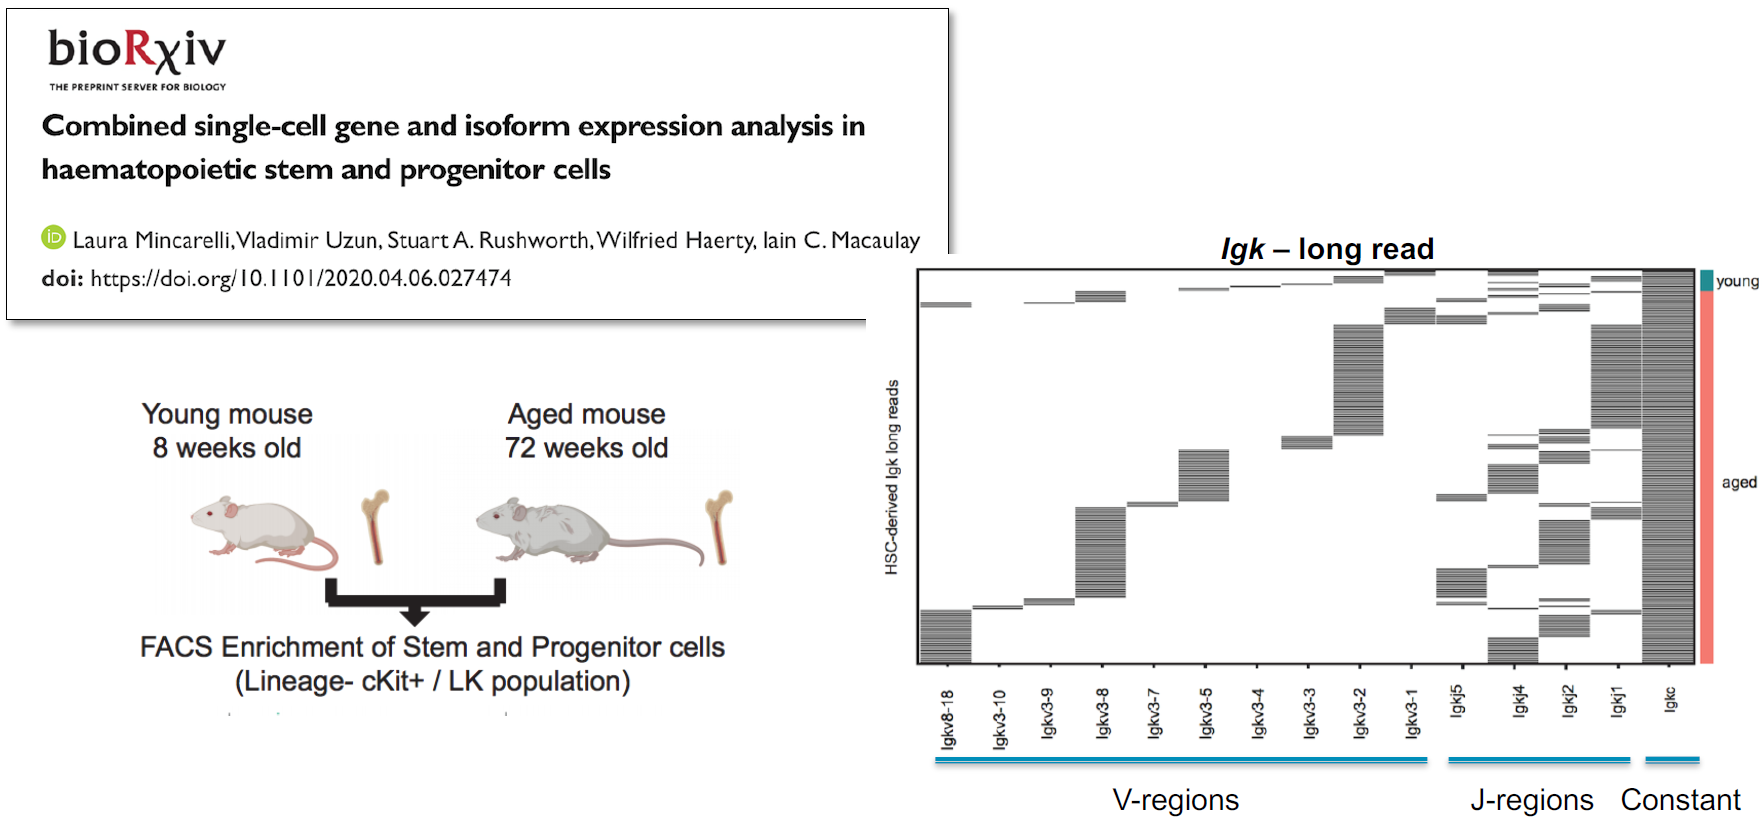 bioRχiv
THE PREPRINT SERVER FOR BIOLOGY
Combined single-cell gene and isoform expression analysis in
haematopoietic stem and progenitor cells
iD Laura Mincarelli, Vladimir Uzun, Stuart A. Rushworth, Wilfried Haerty, Iain C. Macaulay
doi: https://doi.org/10.1101/2020.04.06.027474
Young mouse
8 weeks old
Aged mouse
72 weeks old
FACS Enrichment of Stem and Progenitor cells
(Lineage- cKit+ / LK population)
Igk – long read
HSC-derived Igk long reads
young
aged
Igkv8-18
Igkv3-10
Igkv3-9
Igkv3-8
Igkv3-7
Igkv3-5
Igkv3-4
Igkv3-3
Igkv3-2
Igkv3-1
Igkj5
Igkj4
Igkj2
Igkj1
Igkc
V-regions
J-regions
Constant